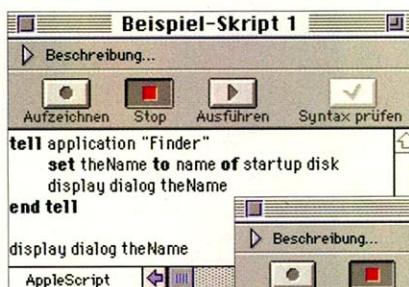 Beispiel-Skript 1
Beschreibung...
Aufzeichnen Stop Ausführen Syntax prüfen
tell application "Finder"
set theName to name of startup disk
display dialog theName
end tell
display dialog theName
AppleScript
Beschreibung...